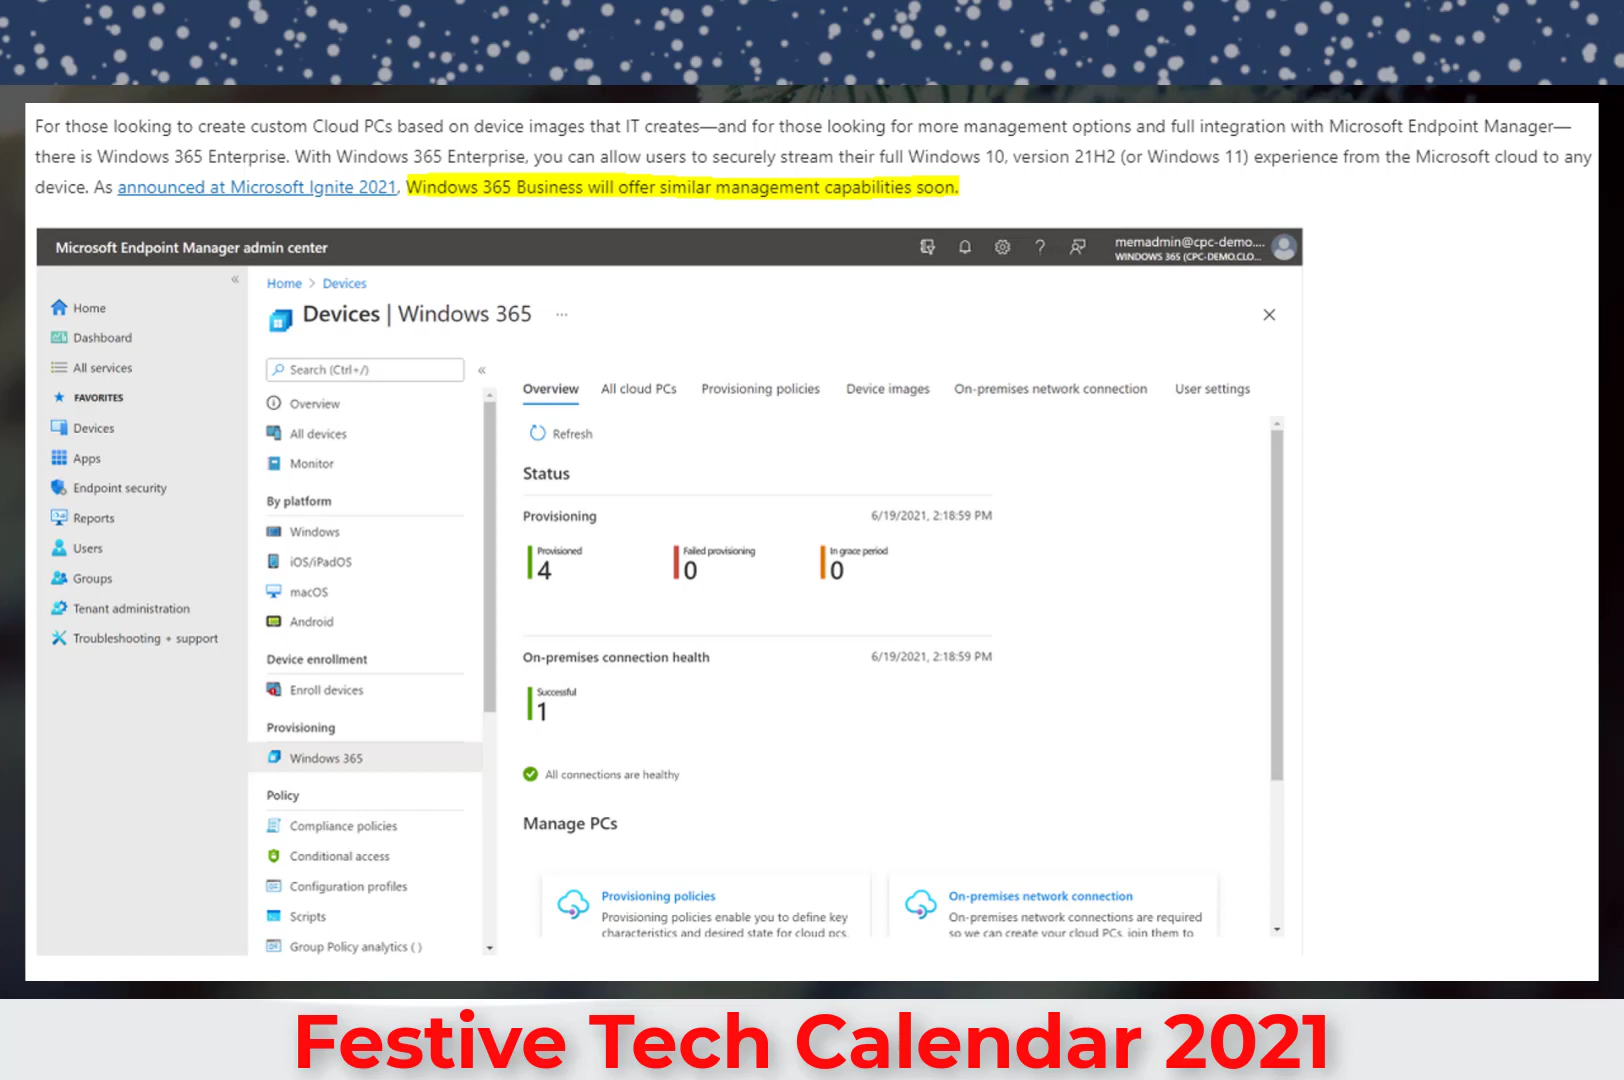 For those looking to create custom Cloud PCs based on device images that IT creates—and for those looking for more management options and full integration with Microsoft Endpoint Manager—
there is Windows 365 Enterprise. With Windows 365 Enterprise, you can allow users to securely stream their full Windows 10, version 21H2 (or Windows 11) experience from the Microsoft cloud to any
device. As announced at Microsoft Ignite 2021, Windows 365 Business will offer similar management capabilities soon.
Microsoft Endpoint Manager admin center
memadmin@cpc-demo....
WINDOWS 365 (CPC-DEMO.CLO...
«
Home
Dashboard
All services
FAVORITES
Devices
Apps
Endpoint security
Reports
Users
Groups
Tenant administration
Troubleshooting + support
Home > Devices
Devices | Windows 365 ...
Search (Ctrl+/)
«
Overview
All devices
Monitor
By platform
Windows
iOS/iPadOS
macOS
Android
Device enrollment
Enroll devices
Provisioning
Windows 365
Policy
Compliance policies
Conditional access
Configuration profiles
Scripts
Group Policy analytics ( )
Overview All cloud PCs Provisioning policies Device images On-premises network connection User settings
Refresh
Status
Provisioning 6/19/2021, 2:18:59 PM
Provisioned Failed provisioning In grace period
4 0 0
On-premises connection health 6/19/2021, 2:18:59 PM
Successful
1
All connections are healthy
Manage PCs
Provisioning policies
Provisioning policies enable you to define key
characteristics and desired state for cloud pcs.
On-premises network connection
On-premises network connections are required
so we can create your cloud PCs, join them to
Festive Tech Calendar 2021